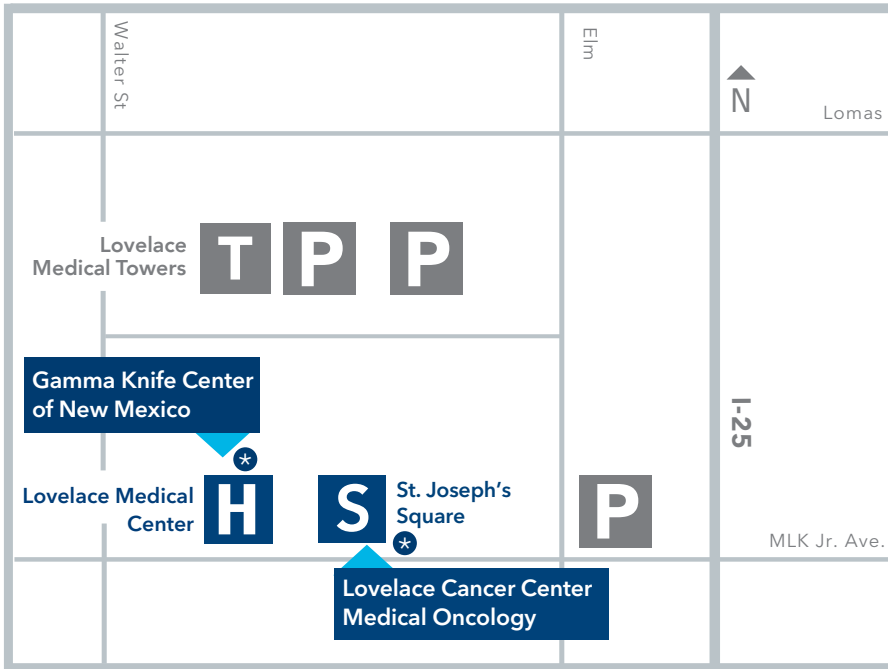 Walter St
Elm
N
Lomas
Lovelace
Medical Towers
T P P
Gamma Knife Center
of New Mexico
I-25
*
Lovelace Medical
Center
H
S
St. Joseph's
Square
*
P
MLK Jr. Ave.
Lovelace Cancer Center
Medical Oncology